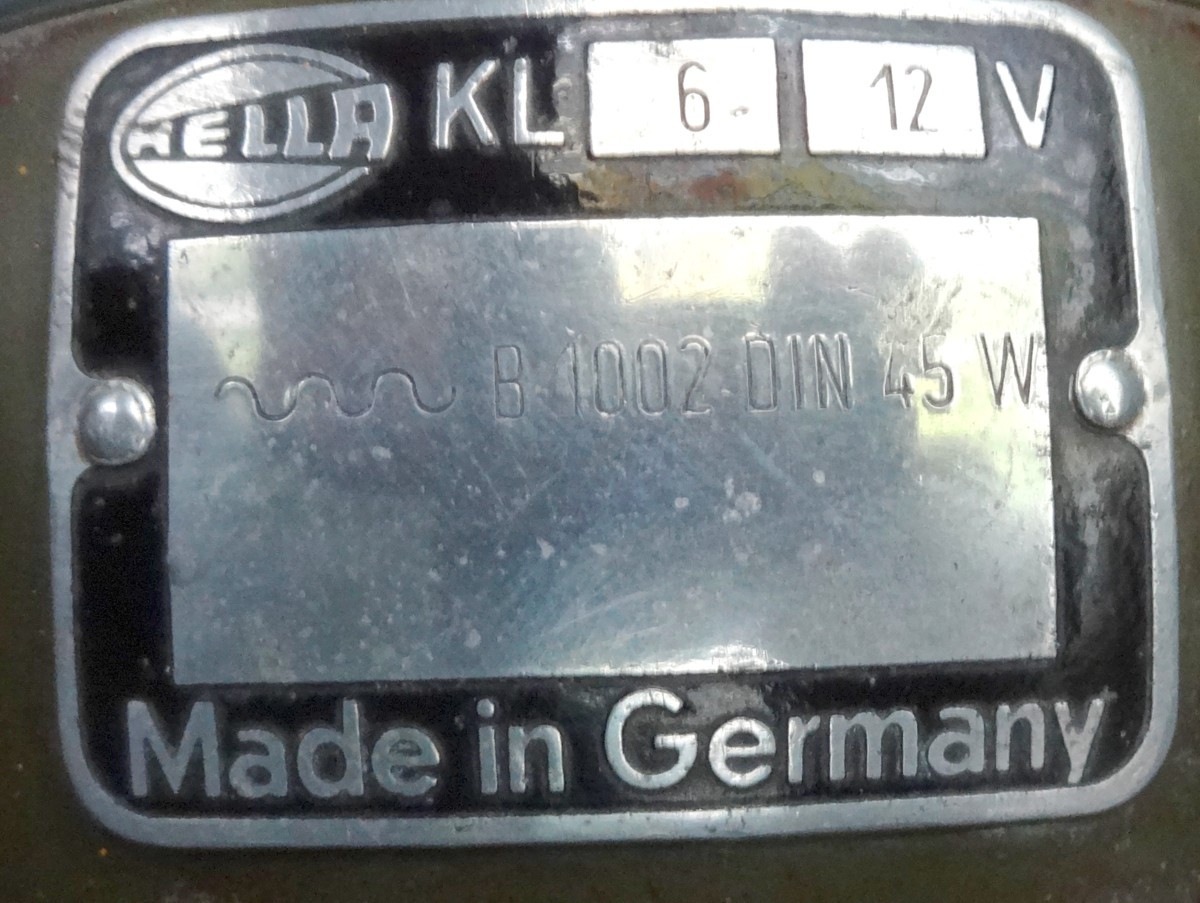 HELLA KL 6 12 V
B 1002 DIN 45 W
Made in Germany